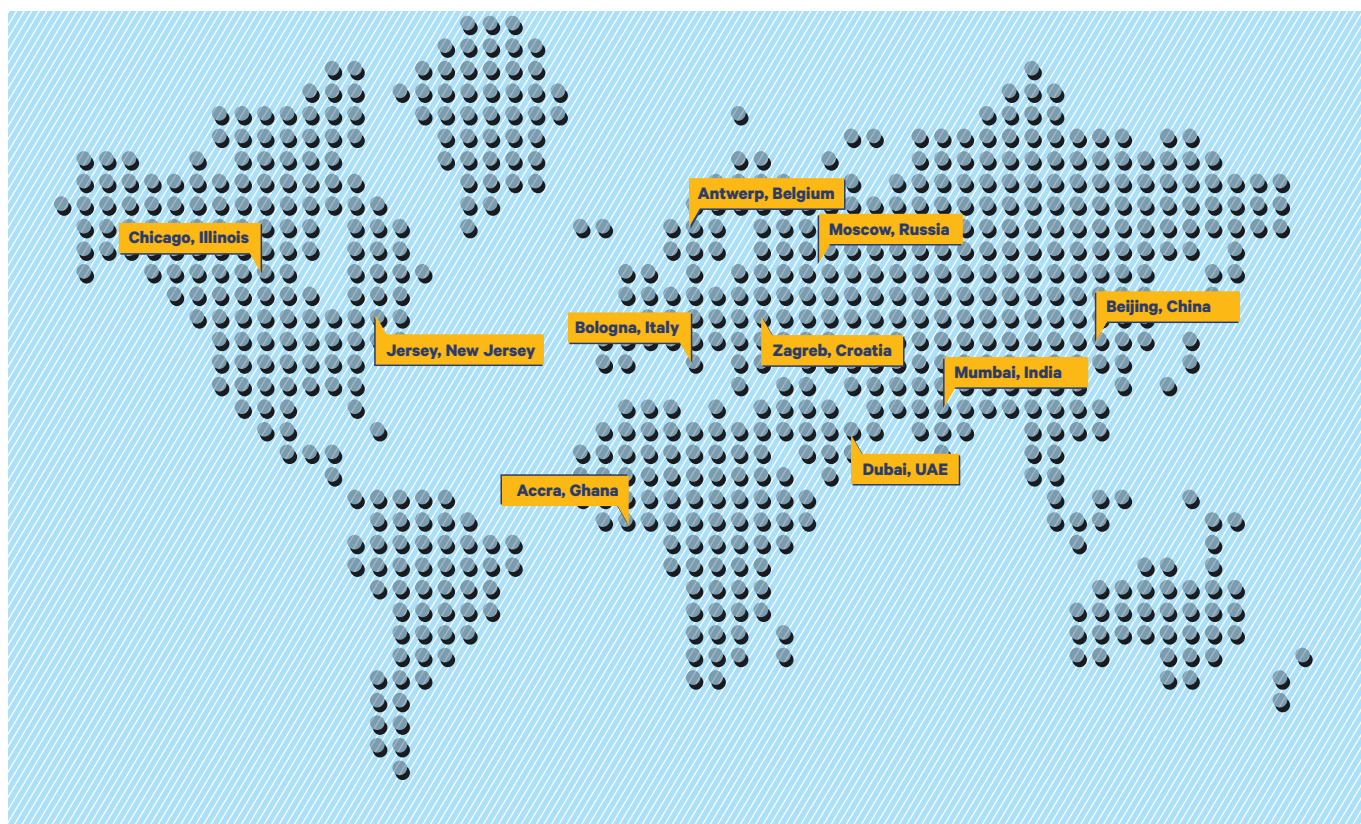 Antwerp, Belgium
Chicago, Illinois
Moscow, Russia
Beijing, China
Bologna, Italy
Jersey, New Jersey
Zagreb, Croatia
Mumbai, India
Dubai, UAE
Accra, Ghana